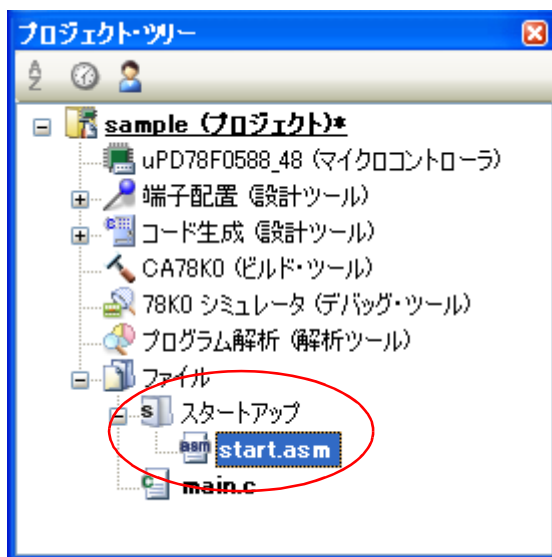 プロジェクト・ツリー
sample (プロジェクト)*
uPD78F0588_48 (マイクロコントローラ)
端子配置 (設計ツール)
コード生成 (設計ツール)
CA78K0 (ビルド・ツール)
78K0 シミュレータ (デバッグ・ツール)
プログラム解析 (解析ツール)
ファイル
スタートアップ
start.asm
main.c